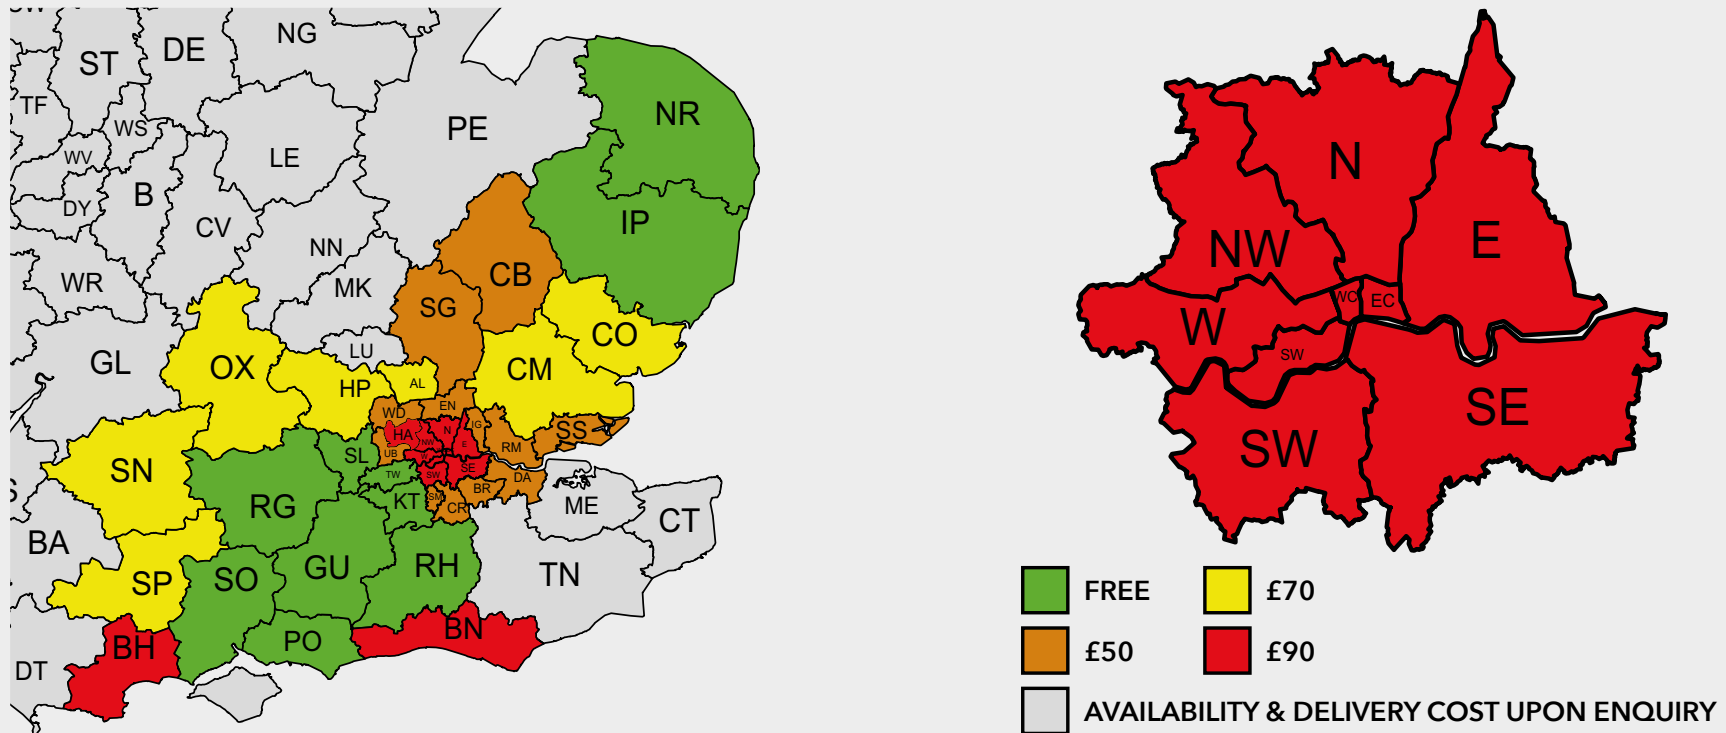 ST
DE
NG
TF
WS
WV
DY
B
CV
LE
PE
NR
IP
NN
MK
WR
GL
LU
SG
CB
CO
CM
OX
HP
AL
WD
EN
HA
N
NW
E
IG
RM
SS
UB
W
SL
TW
SW
SE
DA
BR
SM
CR
KT
SN
RG
ME
CT
BA
SP
SO
GU
RH
TN
BN
PO
BH
DT
N
NW
E
WC
EC
W
SW
SE
SW
FREE
£70
£50
£90
AVAILABILITY & DELIVERY COST UPON ENQUIRY